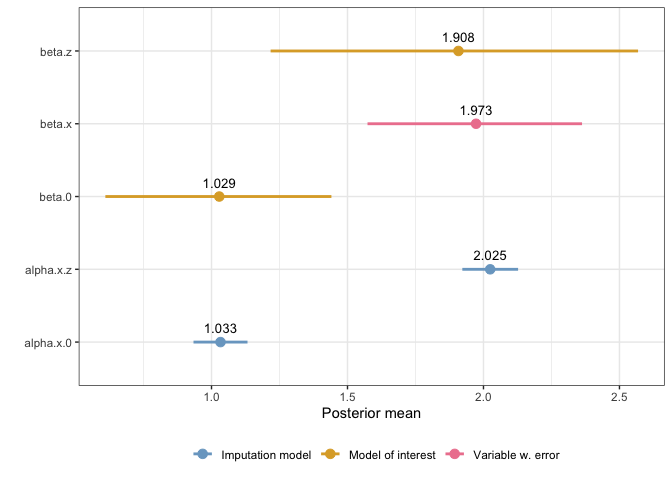 beta.z
1.908
beta.x
1.973
beta.0
1.029
alpha.x.z
2.025
alpha.x.0
1.033
1.0 1.5 2.0 2.5
Posterior mean
Imputation model Model of interest Variable w. error